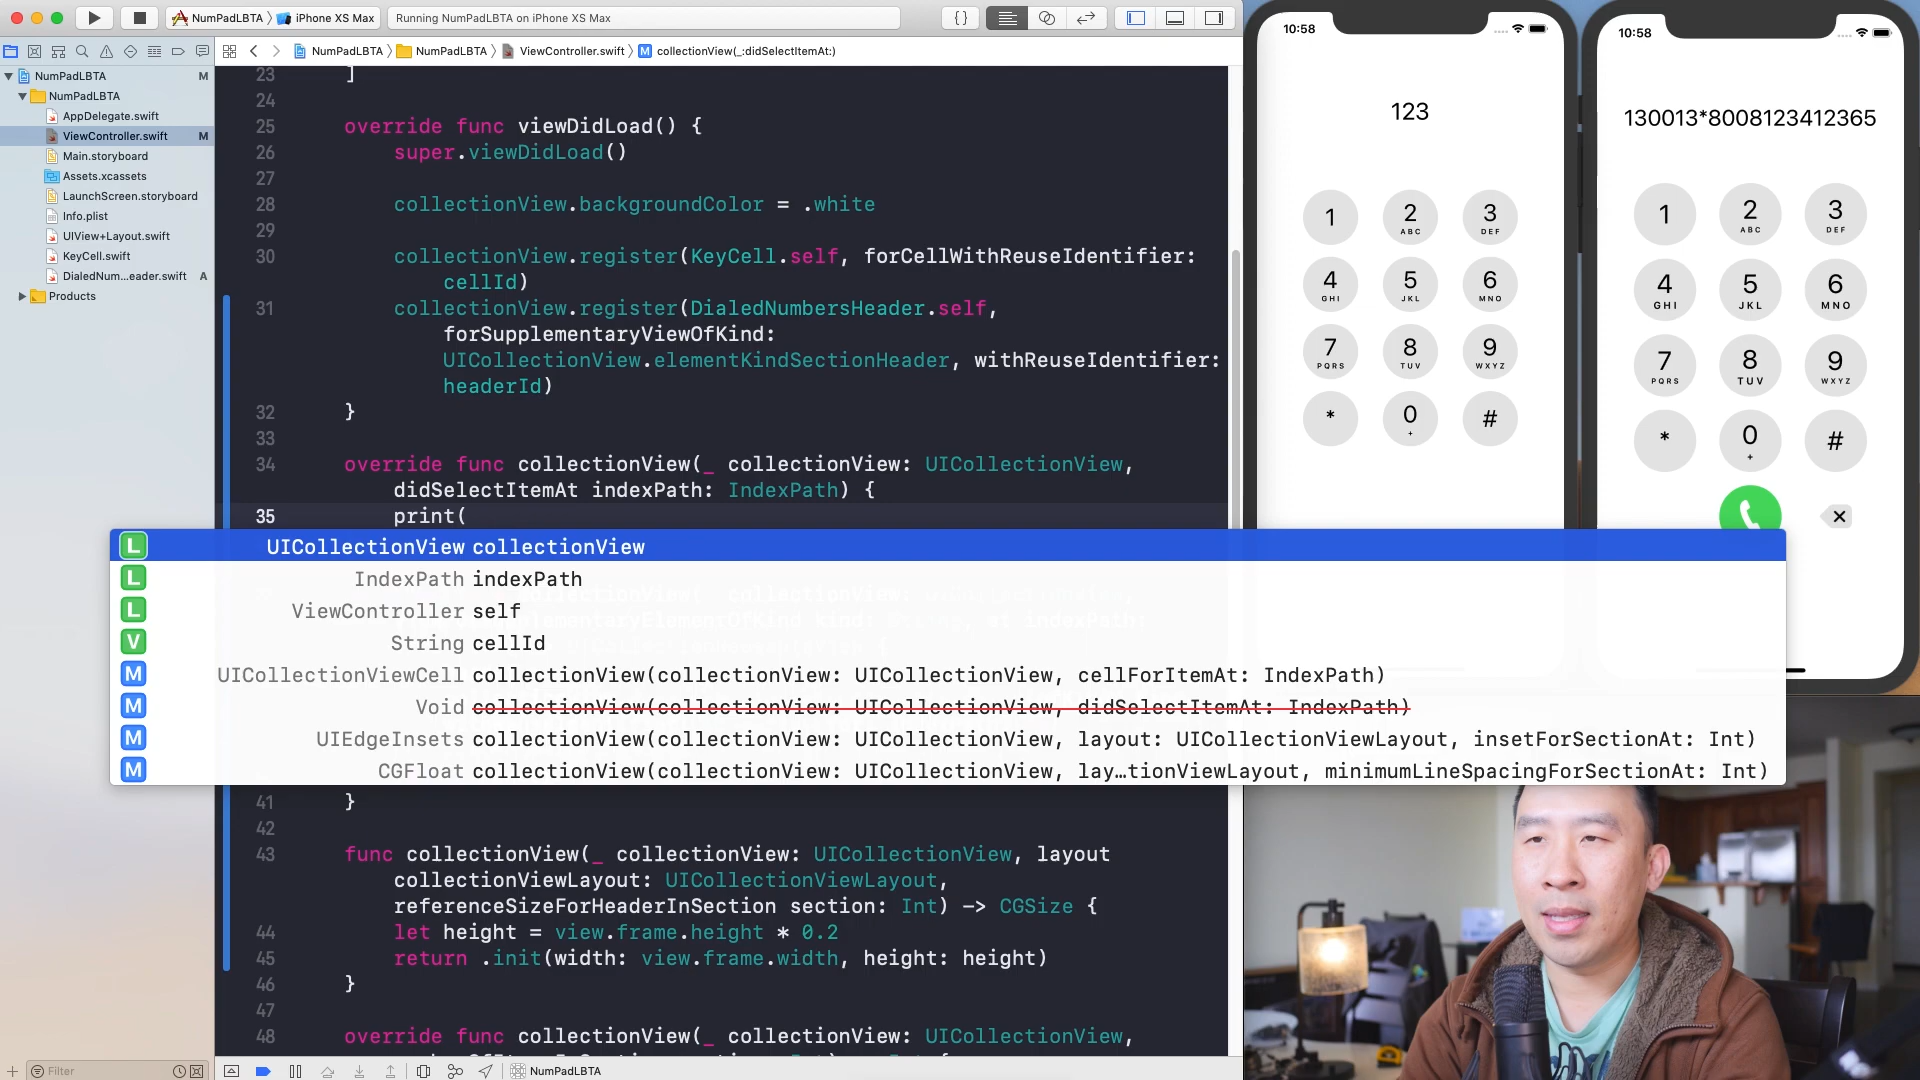 NumPadLBTA
iPhone XS Max
Running NumPadLBTA on iPhone XS Max
{ }
NumPadLBTA
NumPadLBTA
ViewController.swift
M
collectionView(_:didSelectItemAt:)
NumPadLBTA
M
NumPadLBTA
AppDelegate.swift
ViewController.swift
M
Main.storyboard
Assets.xcassets
LaunchScreen.storyboard
Info.plist
UIView+Layout.swift
KeyCell.swift
DialedNum...eader.swift
A
Products
Filter
23 ]
24
25 override func viewDidLoad() {
26 super.viewDidLoad()
27
28 collectionView.backgroundColor = .white
29
30 collectionView.register(KeyCell.self, forCellWithReuseIdentifier:
cellId)
31 collectionView.register(DialedNumbersHeader.self,
forSupplementaryViewOfKind:
UICollectionView.elementKindSectionHeader, withReuseIdentifier:
headerId)
32 }
33
34 override func collectionView(_ collectionView: UICollectionView,
didSelectItemAt indexPath: IndexPath) {
35 print(
L UICollectionView collectionView
L IndexPath indexPath
L ViewController self
V String cellId
M UICollectionViewCell collectionView(collectionView: UICollectionView, cellForItemAt: IndexPath)
M Void collectionView(collectionView: UICollectionView, didSelectItemAt: IndexPath)
M UIEdgeInsets collectionView(collectionView: UICollectionView, layout: UICollectionViewLayout, insetForSectionAt: Int)
M CGFloat collectionView(collectionView: UICollectionView, lay…tionViewLayout, minimumLineSpacingForSectionAt: Int)
41 }
42
43 func collectionView(_ collectionView: UICollectionView, layout
collectionViewLayout: UICollectionViewLayout,
referenceSizeForHeaderInSection section: Int) -> CGSize {
44 let height = view.frame.height * 0.2
45 return .init(width: view.frame.width, height: height)
46 }
47
48 override func collectionView(_ collectionView: UICollectionView,
NumPadLBTA
10:58
123
1 2 3
ABC DEF
4 5 6
GHI JKL MNO
7 8 9
PQRS TUV WXYZ
* 0 #
+
10:58
130013*8008123412365
1 2 3
ABC DEF
4 5 6
GHI JKL MNO
7 8 9
PQRS TUV WXYZ
* 0 #
+